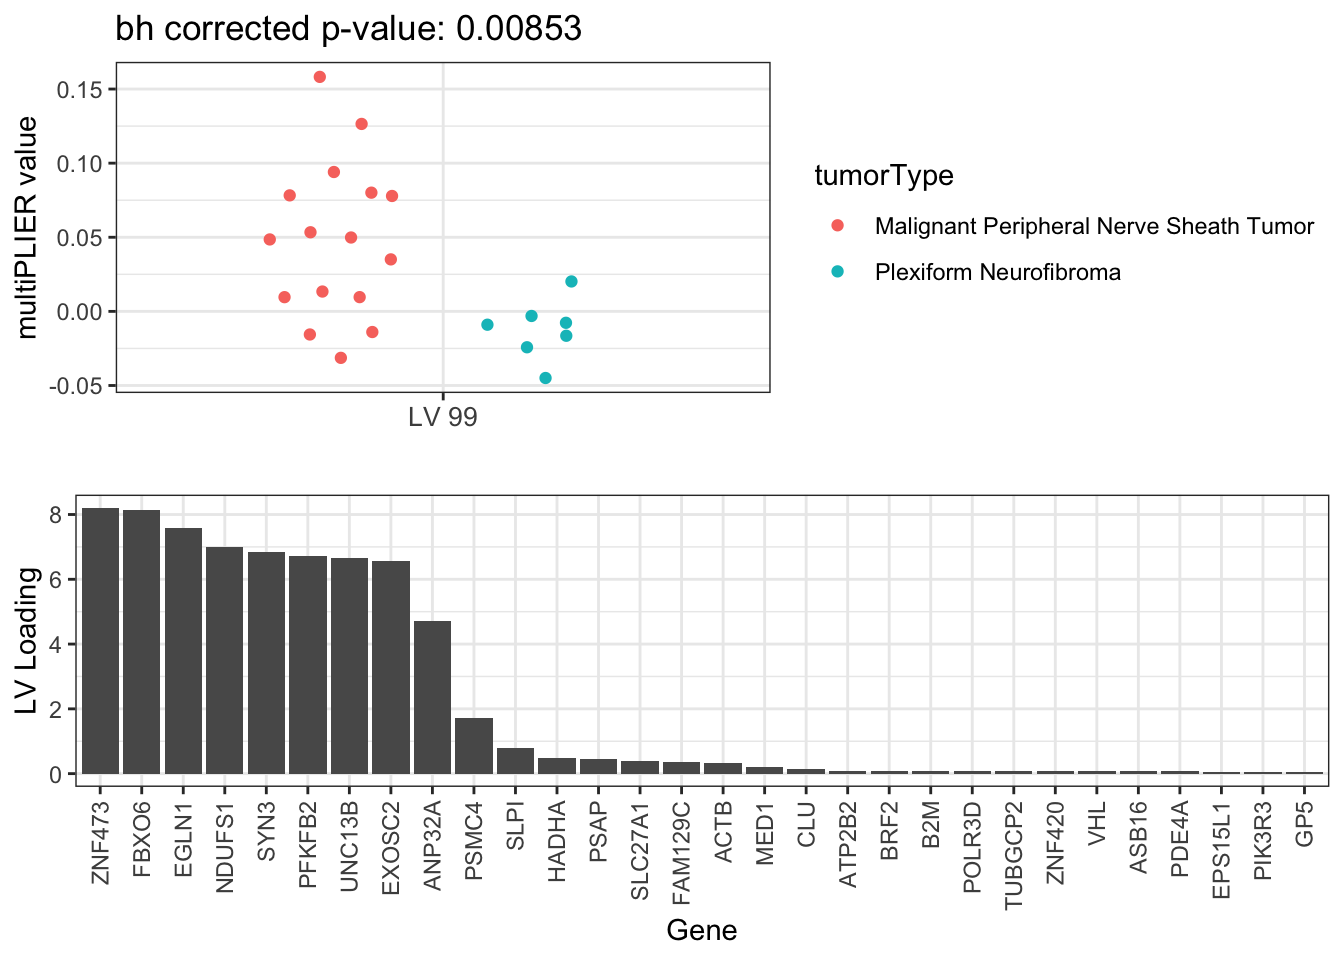 bh corrected p-value: 0.00853
multiPLIER value
0.15
0.10
0.05
0.00
-0.05
LV 99
tumorType
Malignant Peripheral Nerve Sheath Tumor
Plexiform Neurofibroma
LV Loading
8
6
4
2
0
ZNF473
FBXO6
EGLN1
NDUFS1
SYN3
PFKFB2
UNC13B
EXOSC2
ANP32A
PSMC4
SLPI
HADHA
PSAP
SLC27A1
FAM129C
ACTB
MED1
CLU
ATP2B2
BRF2
B2M
POLR3D
TUBGCP2
ZNF420
VHL
ASB16
PDE4A
EPS15L1
PIK3R3
GP5
Gene